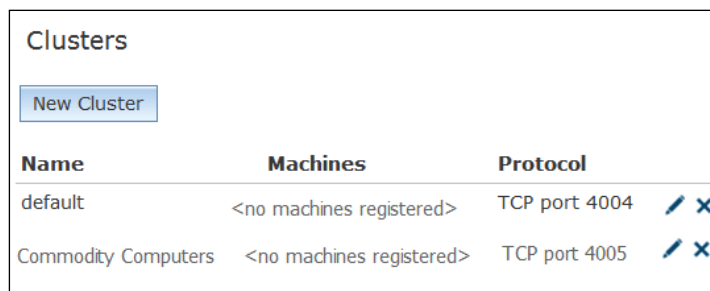 Clusters
New Cluster
Name Machines Protocol
default <no machines registered> TCP port 4004
Commodity Computers <no machines registered> TCP port 4005